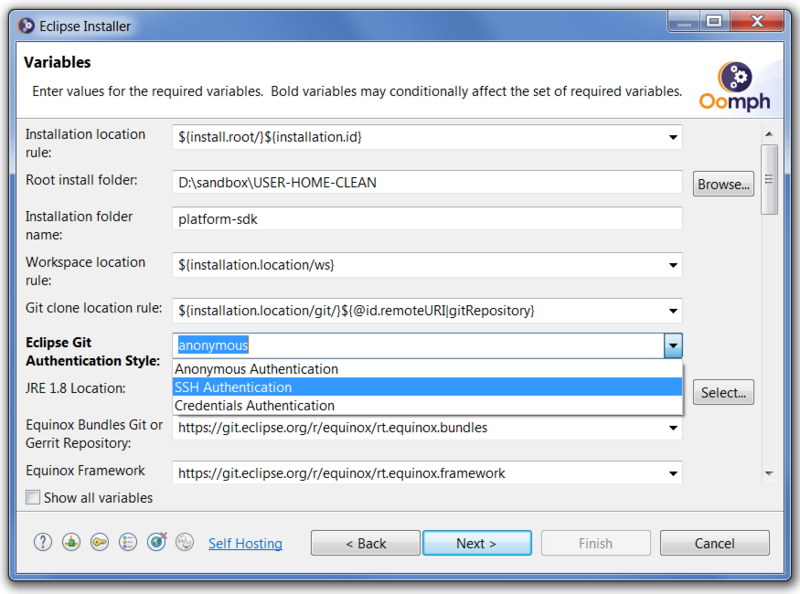 Eclipse Installer
Variables
Enter values for the required variables. Bold variables may conditionally affect the set of required variables.
Oomph
Installation location
rule:
${install.root/}${installation.id}
Root install folder:
D:\sandbox\USER-HOME-CLEAN
Browse...
Installation folder
name:
platform-sdk
Workspace location
rule:
${installation.location/ws}
Git clone location rule:
${installation.location/git/}${@id.remoteURI|gitRepository}
Eclipse Git
Authentication Style:
anonymous
Anonymous Authentication
SSH Authentication
Credentials Authentication
JRE 1.8 Location:
Select...
Equinox Bundles Git or
Gerrit Repository:
https://git.eclipse.org/r/equinox/rt.equinox.bundles
Equinox Framework
https://git.eclipse.org/r/equinox/rt.equinox.framework
Show all variables
?
Self Hosting
< Back
Next >
Finish
Cancel